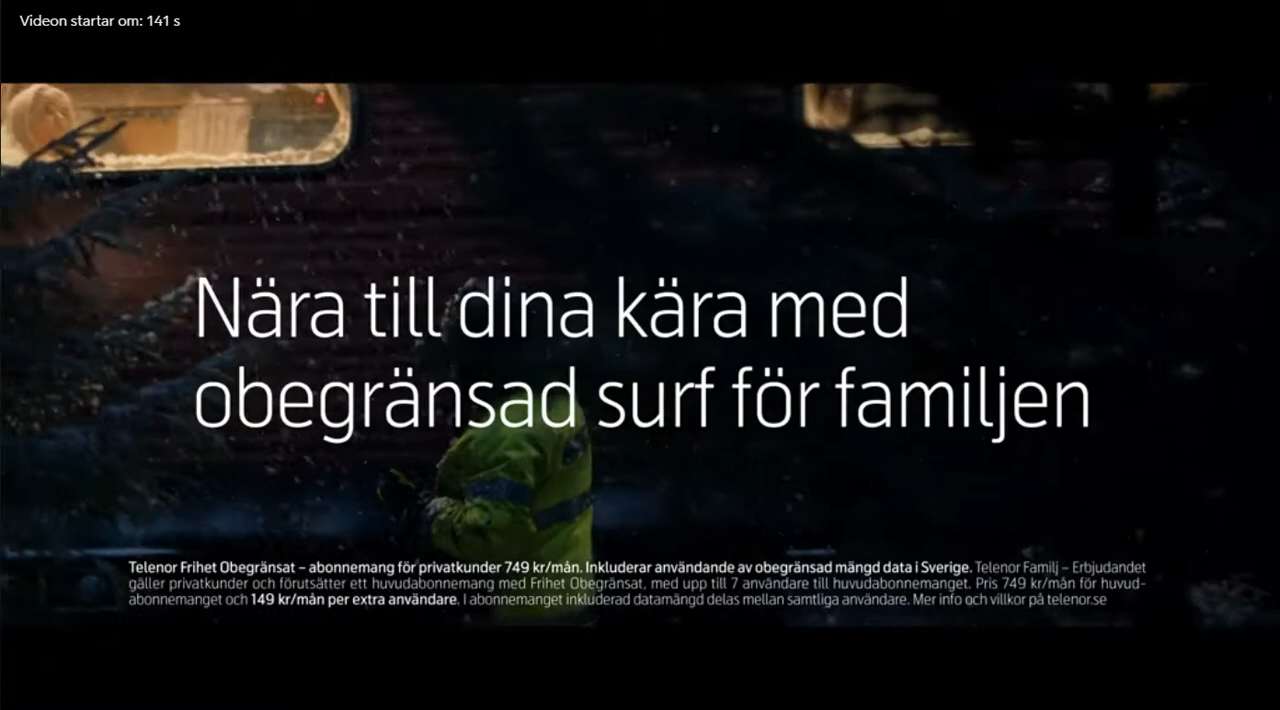 Videon startar om: 141 s
Nära till dina kära med
obegränsad surf för familjen
Telenor Frihet Obegränsat – abonnemang för privatkunder 749 kr/mån. Inkluderar användande av obegränsad mängd data i Sverige. Telenor Familj – Erbjudandet
gäller privatkunder och förutsätter ett huvudabonnemang med Frihet Obegränsat, med upp till 7 användare till huvudabonnemanget. Pris 749 kr/mån för huvud-
abonnemanget och 149 kr/mån per extra användare. I abonnemanget inkluderad datamängd delas mellan samtliga användare. Mer info och villkor på telenor.se